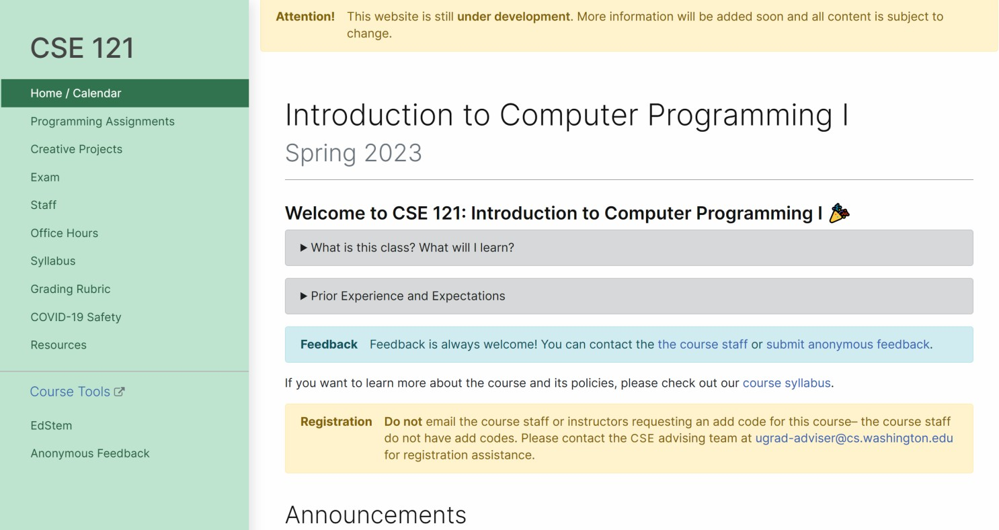 CSE 121
Home / Calendar
Programming Assignments
Creative Projects
Exam
Staff
Office Hours
Syllabus
Grading Rubric
COVID-19 Safety
Resources
Course Tools
EdStem
Anonymous Feedback
Attention! This website is still under development. More information will be added soon and all content is subject to
change.
Introduction to Computer Programming I
Spring 2023
Welcome to CSE 121: Introduction to Computer Programming I
What is this class? What will I learn?
Prior Experience and Expectations
Feedback Feedback is always welcome! You can contact the the course staff or submit anonymous feedback.
If you want to learn more about the course and its policies, please check out our course syllabus.
Registration Do not email the course staff or instructors requesting an add code for this course– the course staff
do not have add codes. Please contact the CSE advising team at ugrad-adviser@cs.washington.edu
for registration assistance.
Announcements